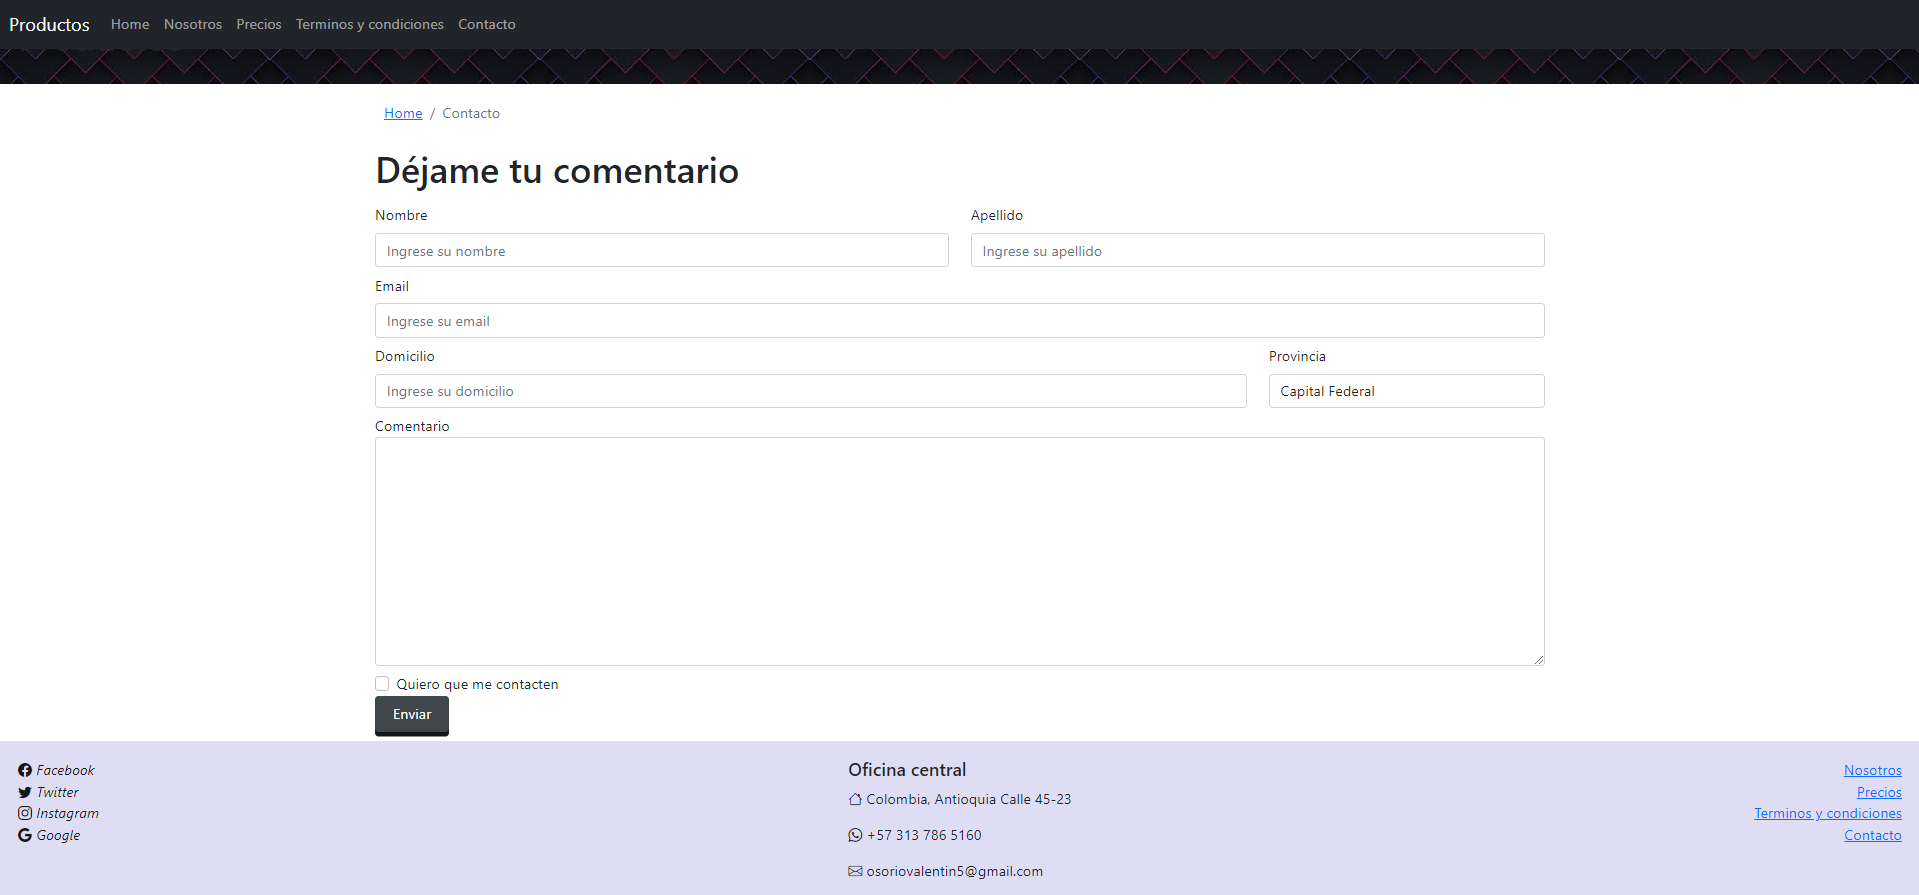 Productos Home Nosotros Precios Terminos y condiciones Contacto
Home / Contacto
Déjame tu comentario
Nombre Apellido
Ingrese su nombre Ingrese su apellido
Email
Ingrese su email
Domicilio Provincia
Ingrese su domicilio Capital Federal
Comentario
Quiero que me contacten
Enviar
Facebook
Twitter
Instagram
Google
Oficina central
Colombia, Antioquia Calle 45-23
+57 313 786 5160
osoriovalentin5@gmail.com
Nosotros
Precios
Terminos y condiciones
Contacto